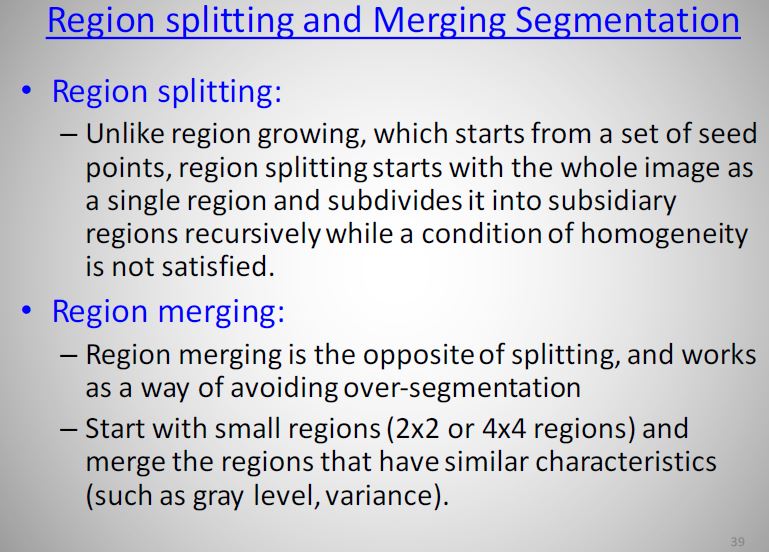 Region splitting and Merging Segmentation
• Region splitting:
– Unlike region growing, which starts from a set of seed
points, region splitting starts with the whole image as
a single region and subdivides it into subsidiary
regions recursively while a condition of homogeneity
is not satisfied.
• Region merging:
– Region merging is the opposite of splitting, and works
as a way of avoiding over-segmentation
– Start with small regions (2x2 or 4x4 regions) and
merge the regions that have similar characteristics
(such as gray level, variance).
39